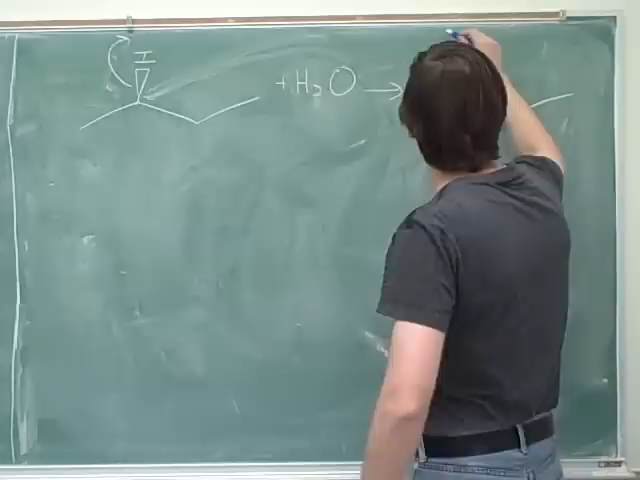 I
+ H₂O →